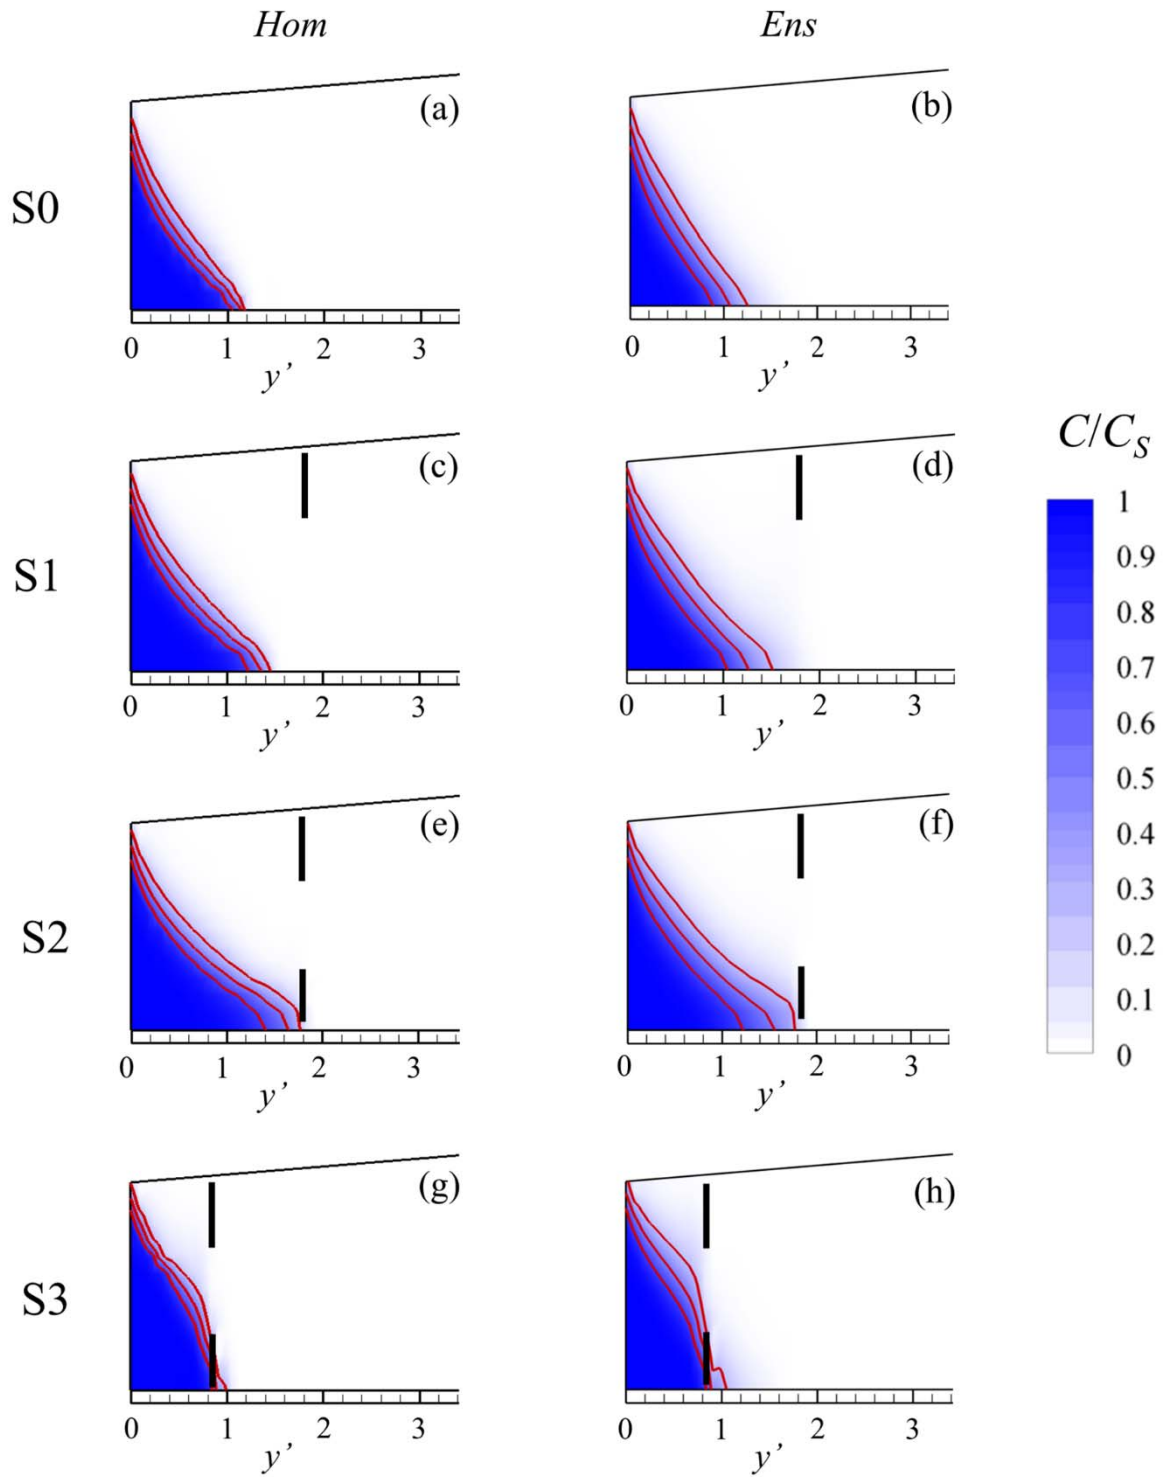 Hom Ens
S0
(a) (b)
0 1 2 3 0 1 2 3
y’ y’
S1
(c) (d)
0 1 2 3 0 1 2 3
y’ y’
S2
(e) (f)
0 1 2 3 0 1 2 3
y’ y’
S3
(g) (h)
0 1 2 3 0 1 2 3
y’ y’
C/C_S
1
0.9
0.8
0.7
0.6
0.5
0.4
0.3
0.2
0.1
0